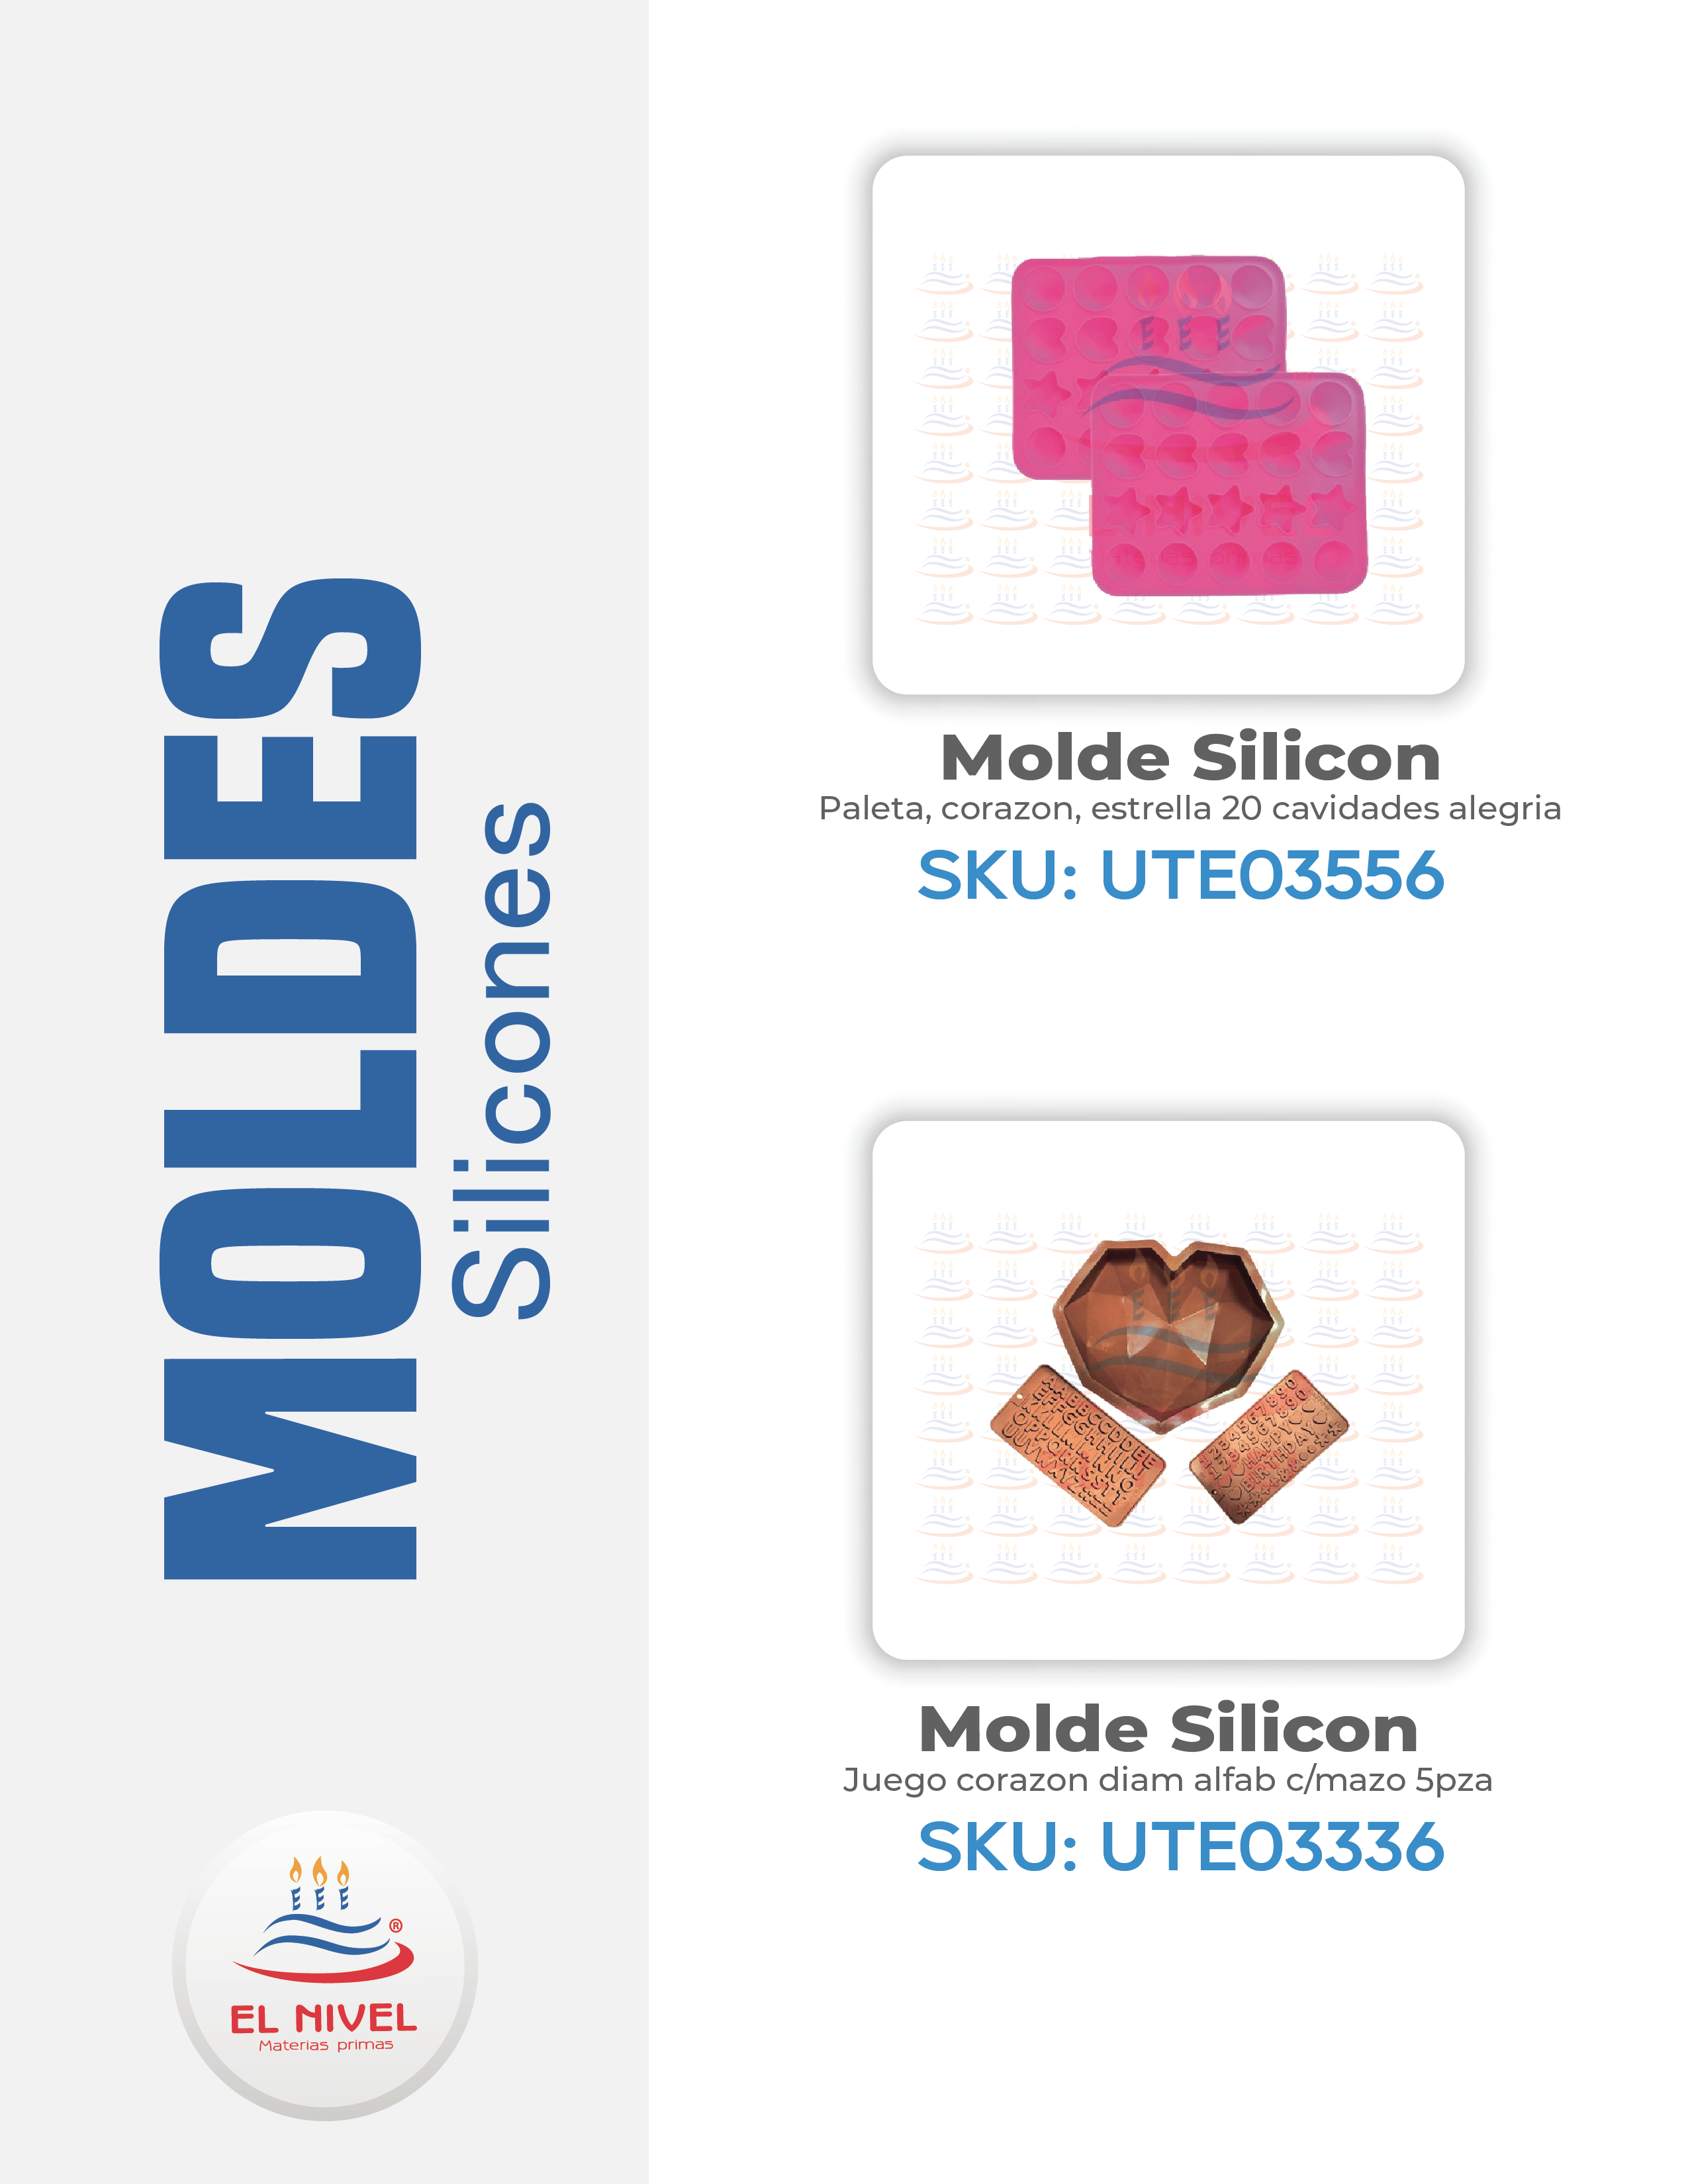 MOLDES
Silicones
Molde Silicon
Paleta, corazon, estrella 20 cavidades alegria
SKU: UTE03556
Molde Silicon
Juego corazon diam alfab c/mazo 5pza
SKU: UTE03336
®
EL NIVEL
Materias primas